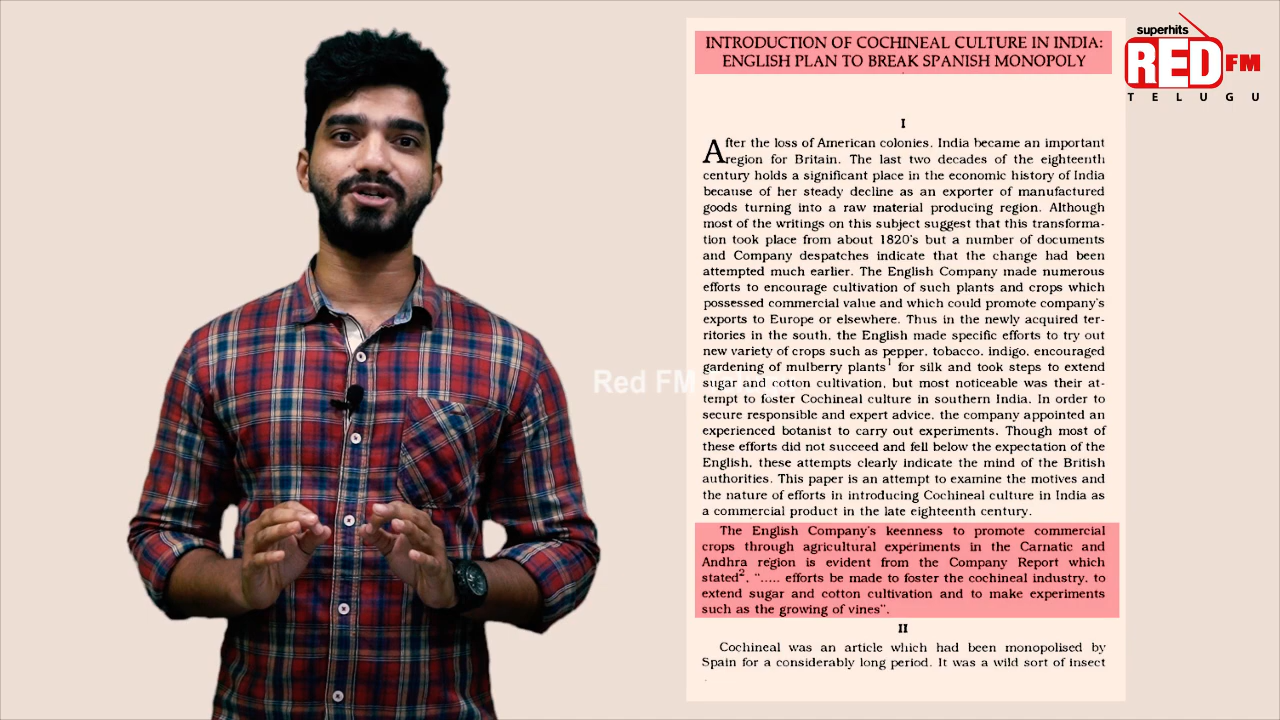 superhits
RED FM
TELUGU
INTRODUCTION OF COCHINEAL CULTURE IN INDIA:
ENGLISH PLAN TO BREAK SPANISH MONOPOLY
I
After the loss of American colonies. India became an important
region for Britain. The last two decades of the eighteenth
century holds a significant place in the economic history of India
because of her steady decline as an exporter of manufactured
goods turning into a raw material producing region. Although
most of the writings on this subject suggest that this transforma-
tion took place from about 1820's but a number of documents
and Company despatches indicate that the change had been
attempted much earlier. The English Company made numerous
efforts to encourage cultivation of such plants and crops which
possessed commercial value and which could promote company's
exports to Europe or elsewhere. Thus in the newly acquired ter-
ritories in the south, the English made specific efforts to try out
new variety of crops such as pepper, tobacco, indigo, encouraged
gardening of mulberry plants1 for silk and took steps to extend
sugar and cotton cultivation, but most noticeable was their at-
tempt to foster Cochineal culture in southern India. In order to
secure responsible and expert advice, the company appointed an
experienced botanist to carry out experiments. Though most of
these efforts did not succeed and fell below the expectation of the
English, these attempts clearly indicate the mind of the British
authorities. This paper is an attempt to examine the motives and
the nature of efforts in introducing Cochineal culture in India as
a commercial product in the late eighteenth century.
The English Company's keenness to promote commercial
crops through agricultural experiments in the Carnatic and
Andhra region is evident from the Company Report which
stated2, "..... efforts be made to foster the cochineal industry, to
extend sugar and cotton cultivation and to make experiments
such as the growing of vines".
II
Cochineal was an article which had been monopolised by
Spain for a considerably long period. It was a wild sort of insect
Red FM